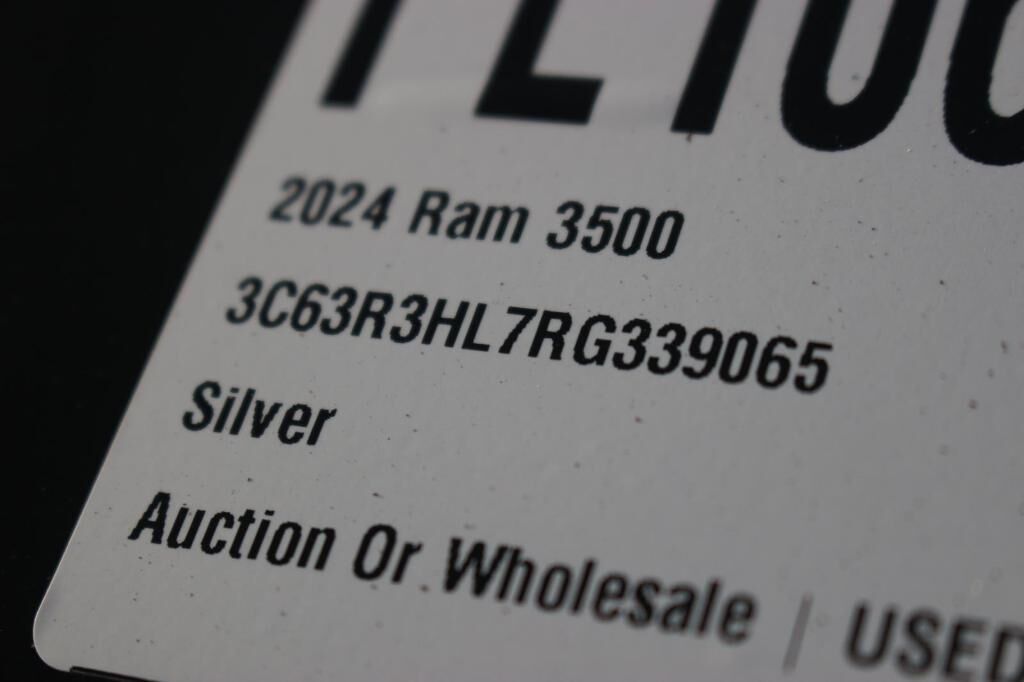 2024 Ram 3500
3C63R3HL7RG339065
Silver
Auction Or Wholesale | USED